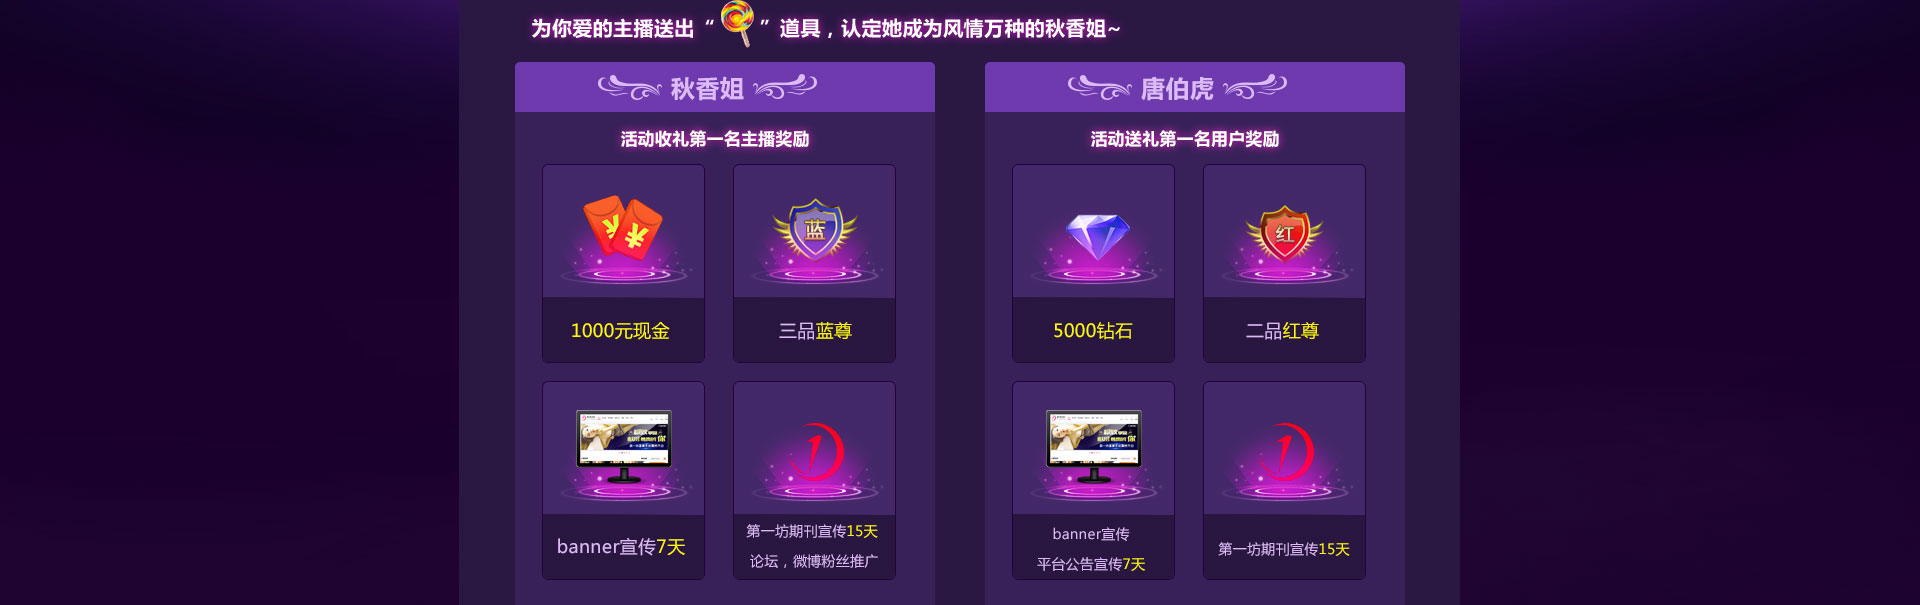 为你爱的主播送出“ ”道具，认定她成为风情万种的秋香姐~
秋香姐
活动收礼第一名主播奖励
蓝
1000元现金
三品蓝尊
banner宣传7天
第一坊期刊宣传15天
论坛，微博粉丝推广
唐伯虎
活动送礼第一名用户奖励
红
5000钻石
二品红尊
banner宣传
平台公告宣传7天
第一坊期刊宣传15天